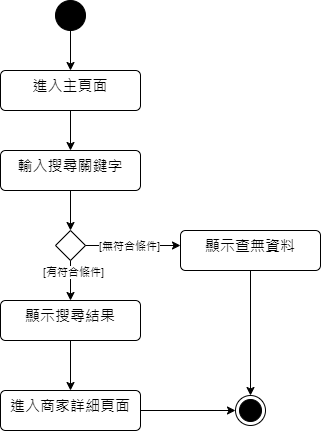 進入主頁面
輸入搜尋關鍵字
[無符合條件]
顯示查無資料
[有符合條件]
顯示搜尋結果
進入商家詳細頁面